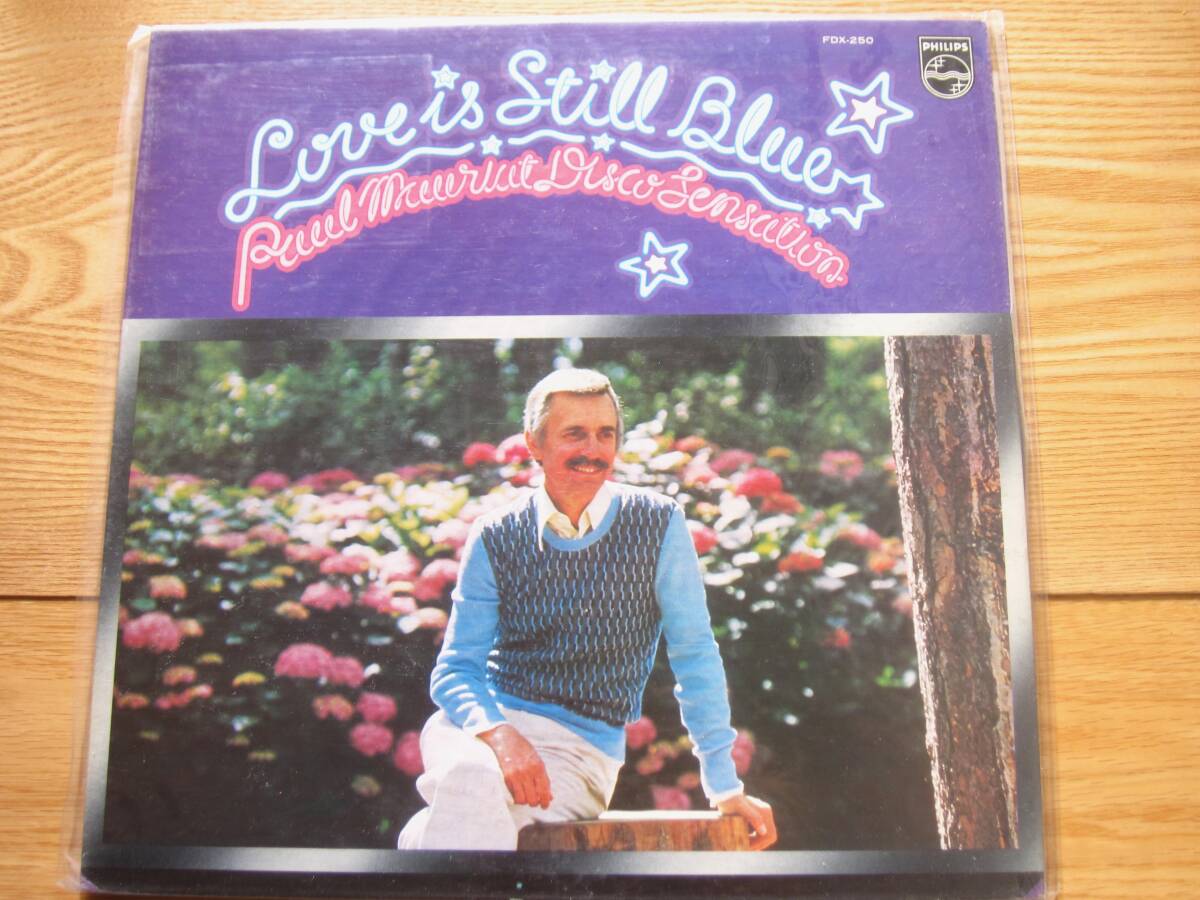 FDX-250
PHILIPS
Love is Still Blue
Paul Mauriat Disco Sensation